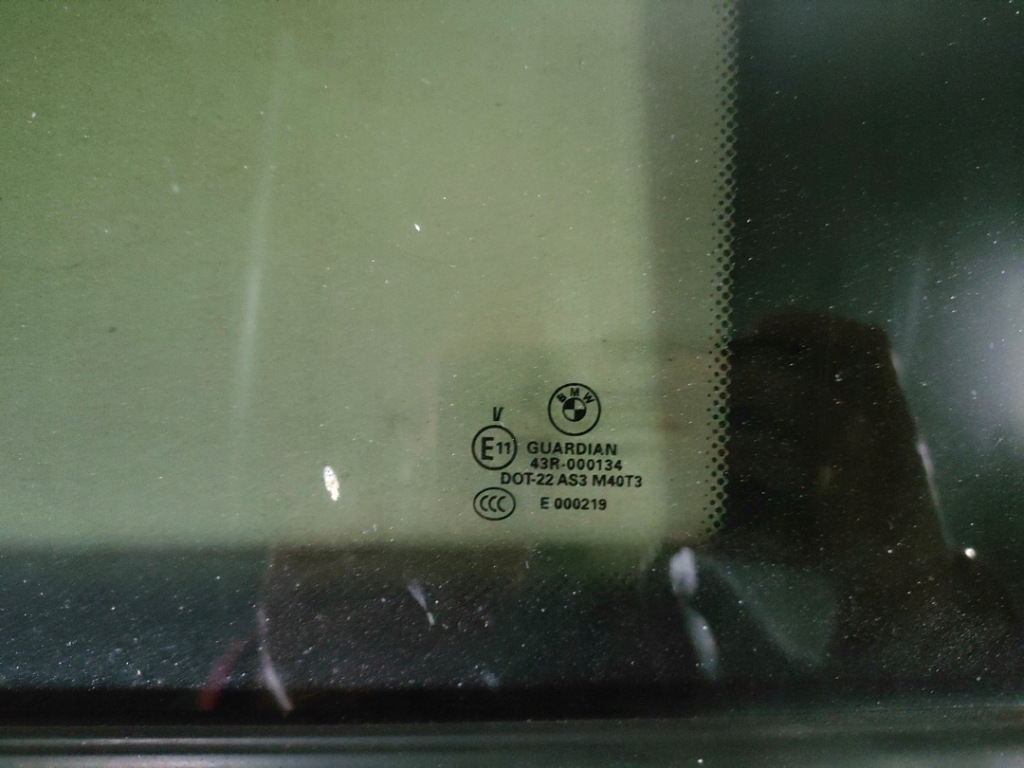 BMW
V
E11
GUARDIAN
43R-000134
DOT-22 AS3 M40T3
CCC
E 000219